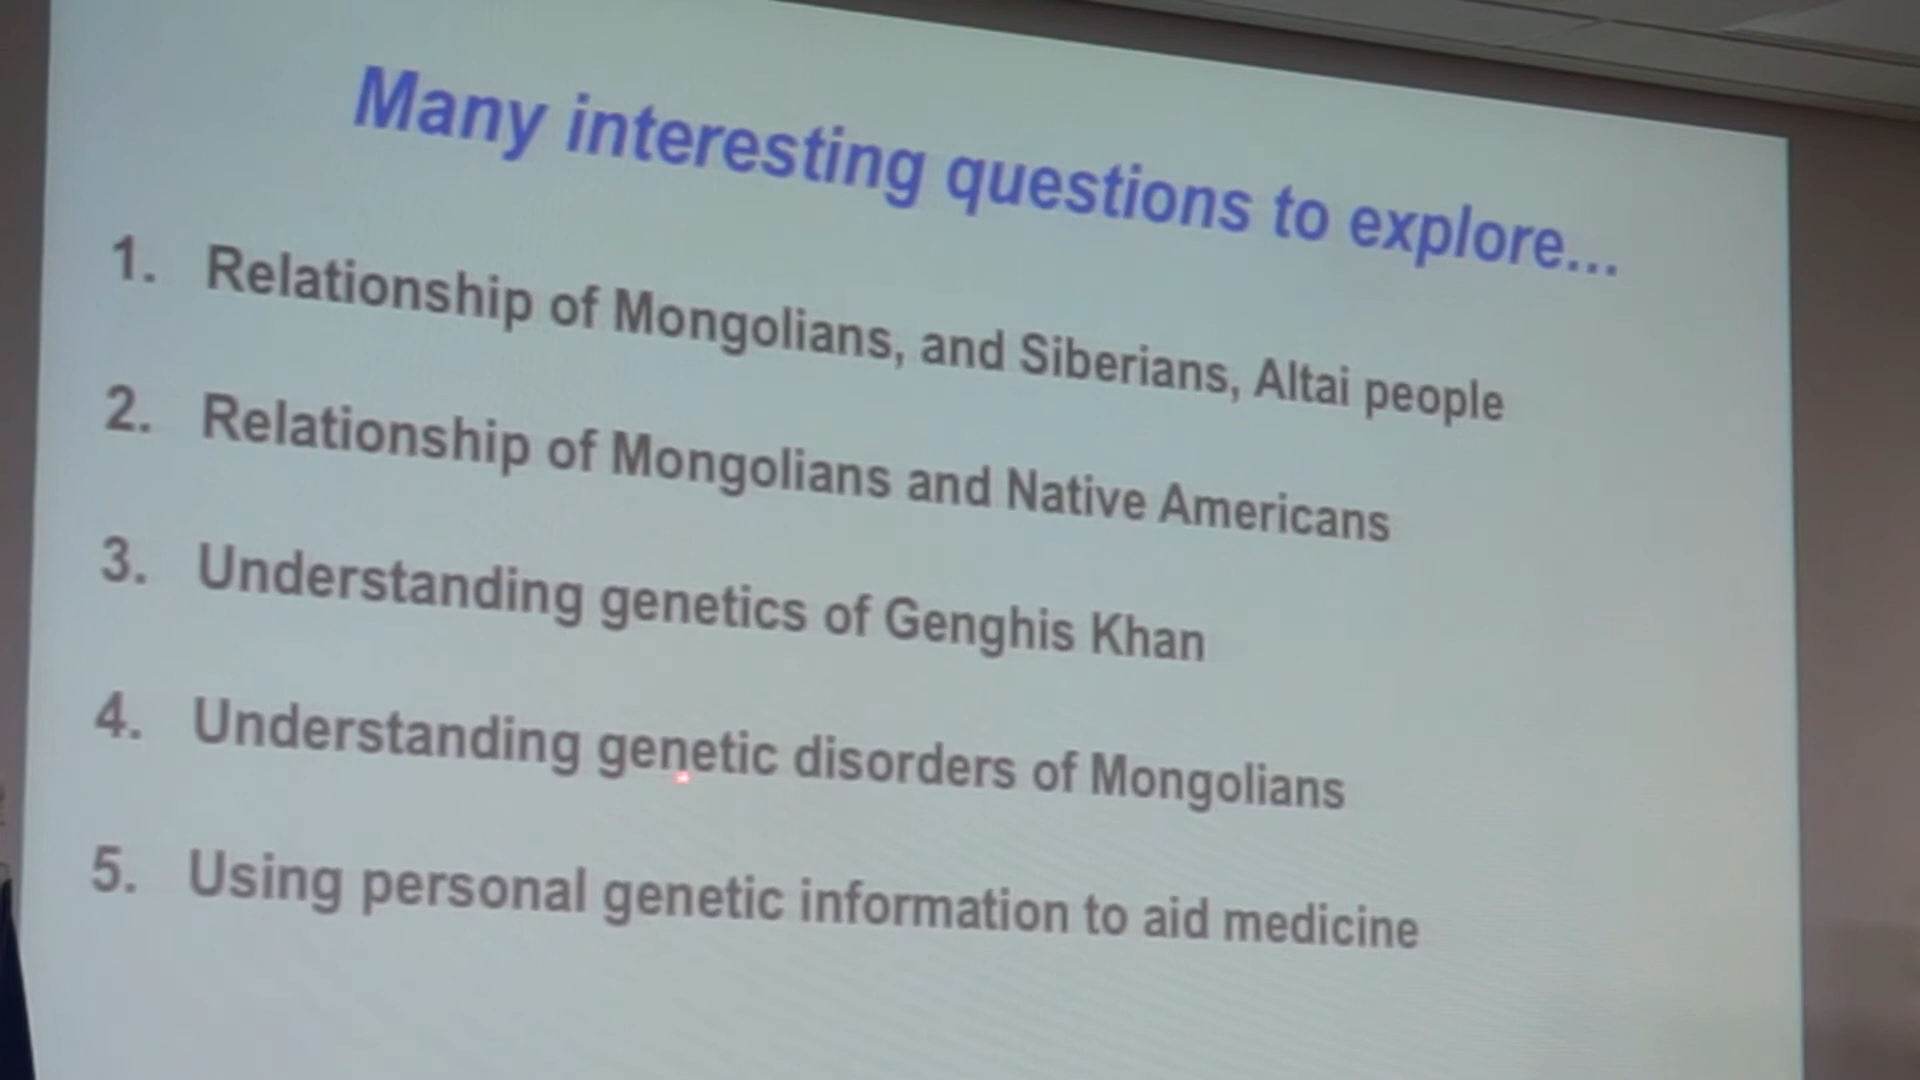 Many interesting questions to explore...
1. Relationship of Mongolians, and Siberians, Altai people
2. Relationship of Mongolians and Native Americans
3. Understanding genetics of Genghis Khan
4. Understanding genetic disorders of Mongolians
5. Using personal genetic information to aid medicine